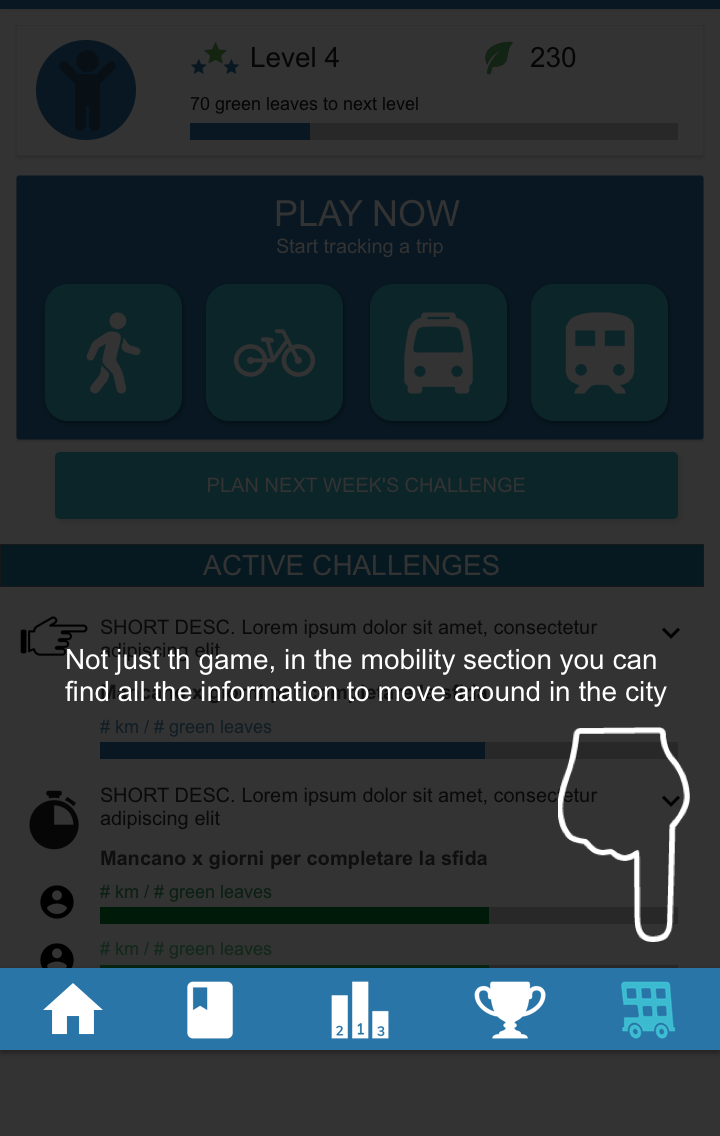 Level 4
230
70 green leaves to next level
PLAY NOW
Start tracking a trip
PLAN NEXT WEEK'S CHALLENGE
ACTIVE CHALLENGES
SHORT DESC. Lorem ipsum dolor sit amet, consectetur
adipiscing elit
Not just th game, in the mobility section you can
find all the information to move around in the city
# km / # green leaves
SHORT DESC. Lorem ipsum dolor sit amet, consectetur
adipiscing elit
Mancano x giorni per completare la sfida
# km / # green leaves
# km / # green leaves
2 1 3